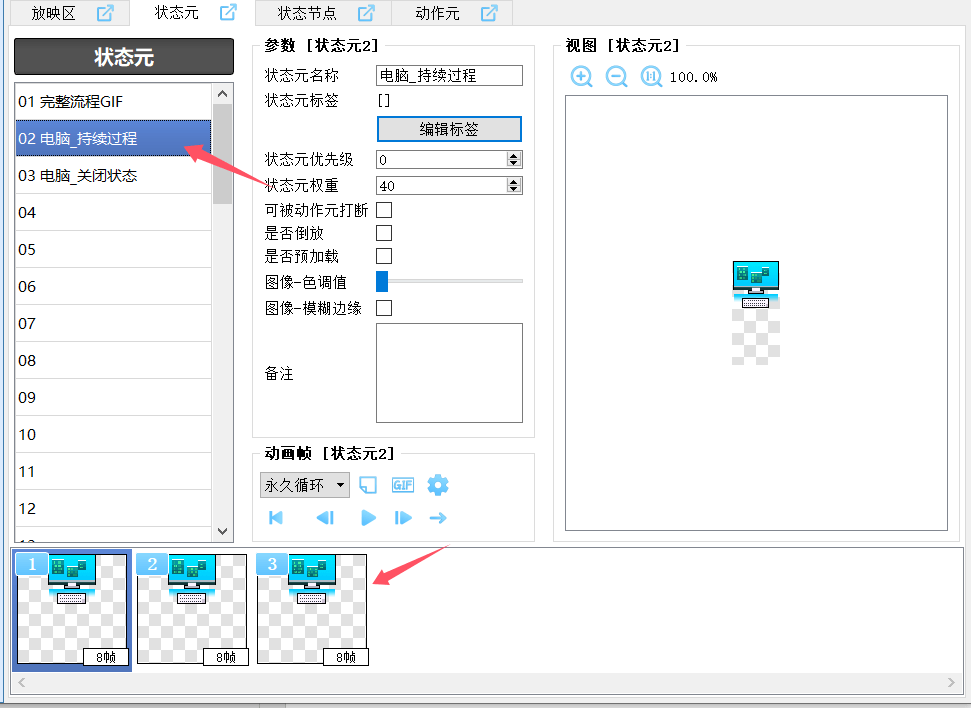 放映区
状态元
状态节点
动作元
状态元
01 完整流程GIF
02 电脑_持续过程
03 电脑_关闭状态
04
05
06
07
08
09
10
11
12
参数 [状态元2]
状态元名称 电脑_持续过程
状态元标签 []
编辑标签
状态元优先级 0
状态元权重 40
可被动作元打断
是否倒放
是否预加载
图像-色调值
图像-模糊边缘
备注
动画帧 [状态元2]
永久循环 GIF
视图 [状态元2]
100.0%
1 2 3
8帧 8帧 8帧